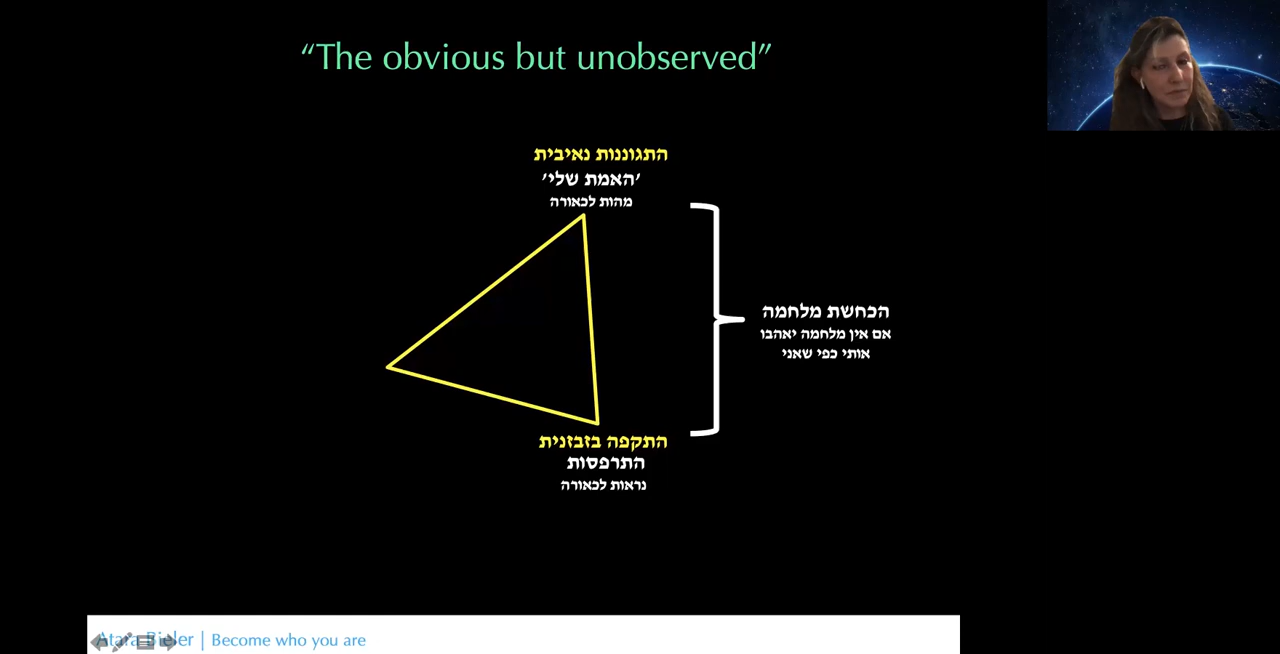 “The obvious but unobserved”
התגוננות נאיבית
'האמת שלי'
מהות לכאורה
הכחשת מלחמה
אם אין מלחמה יאהבו
אותי כפי שאני
התקפה בזבזנית
התרפסות
נראות לכאורה
Atara Bieler | Become who you are